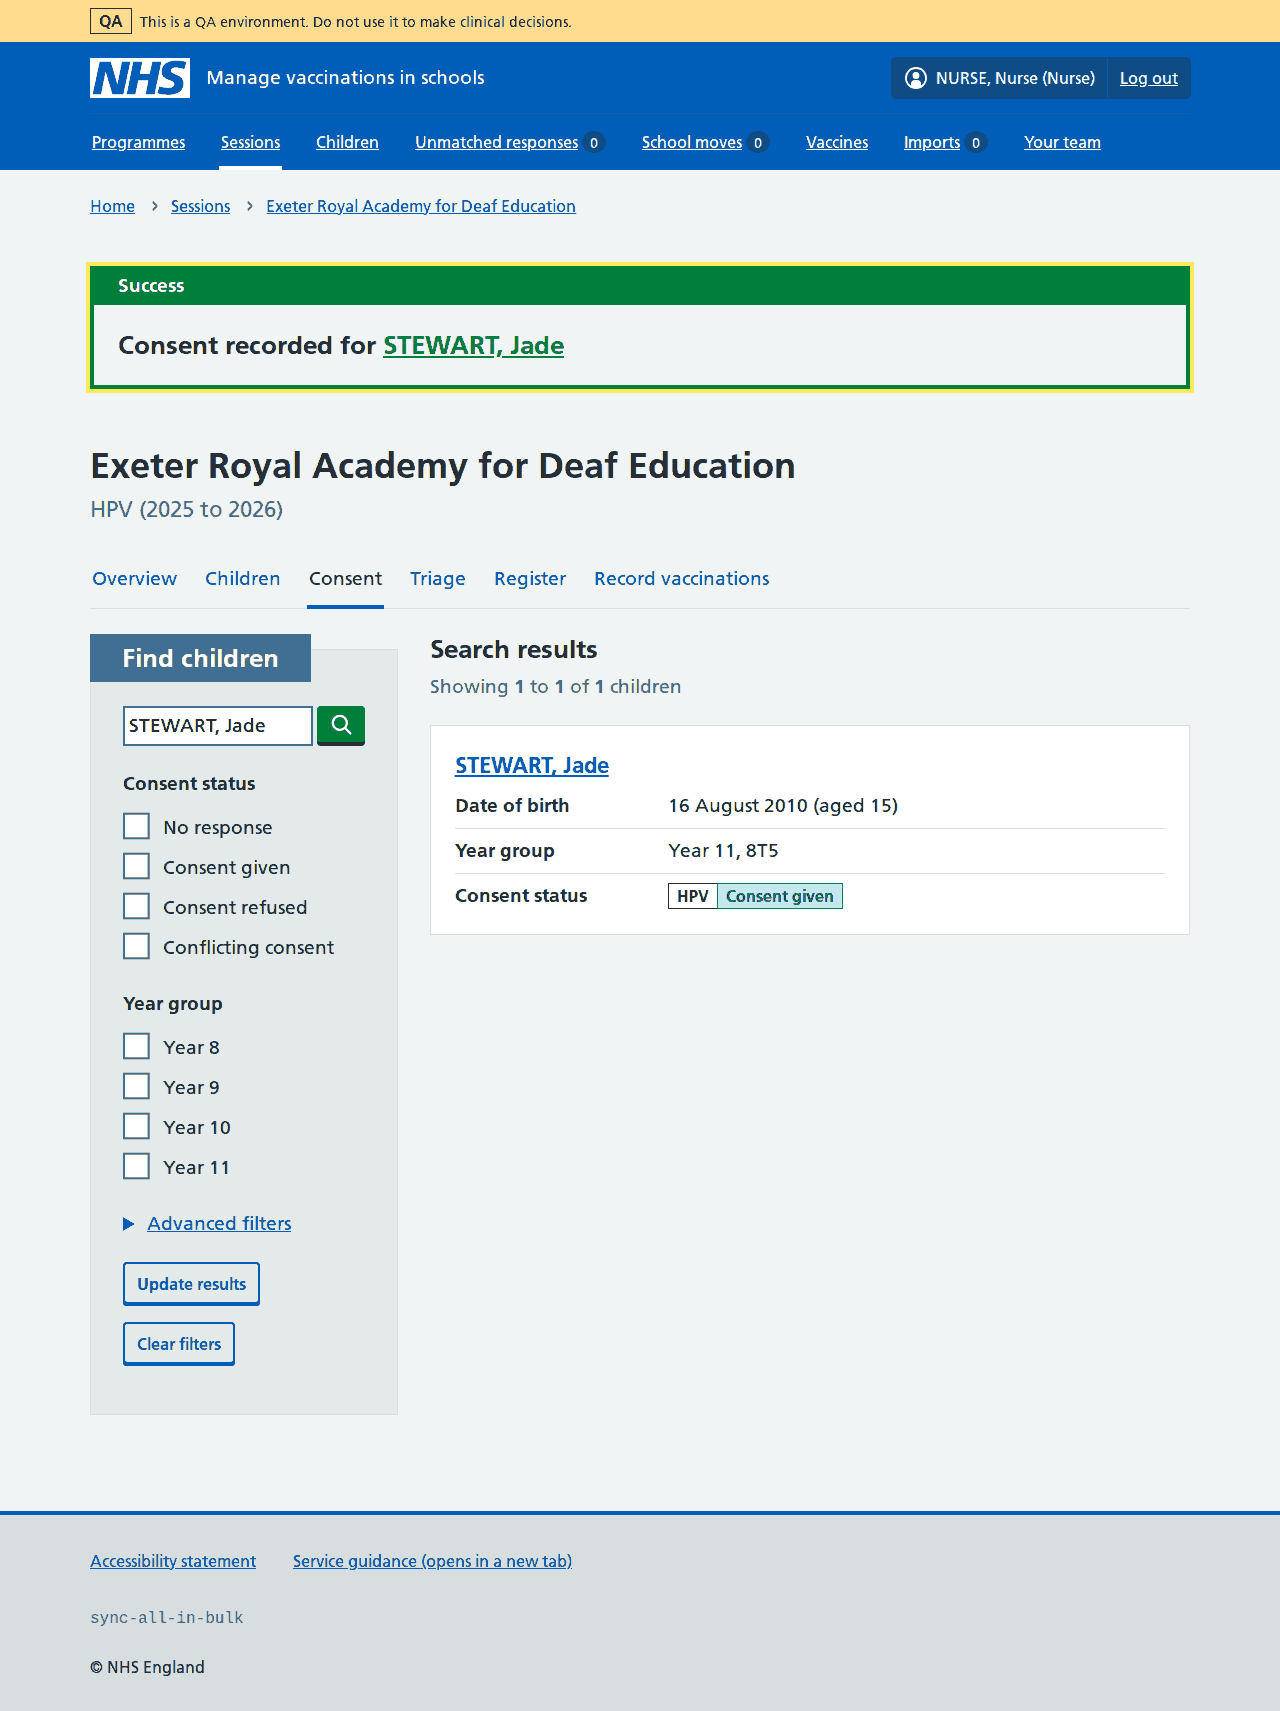 QA This is a QA environment. Do not use it to make clinical decisions.
NHS Manage vaccinations in schools NURSE, Nurse (Nurse) Log out
Programmes Sessions Children Unmatched responses 0 School moves 0 Vaccines Imports 0 Your team
Home Sessions Exeter Royal Academy for Deaf Education
Success
Consent recorded for STEWART, Jade
Exeter Royal Academy for Deaf Education
HPV (2025 to 2026)
Overview Children Consent Triage Register Record vaccinations
Find children
STEWART, Jade
Consent status
No response
Consent given
Consent refused
Conflicting consent
Year group
Year 8
Year 9
Year 10
Year 11
Advanced filters
Update results
Clear filters
Search results
Showing 1 to 1 of 1 children
STEWART, Jade
Date of birth 16 August 2010 (aged 15)
Year group Year 11, 8T5
Consent status HPV Consent given
Accessibility statement Service guidance (opens in a new tab)
sync-all-in-bulk
© NHS England